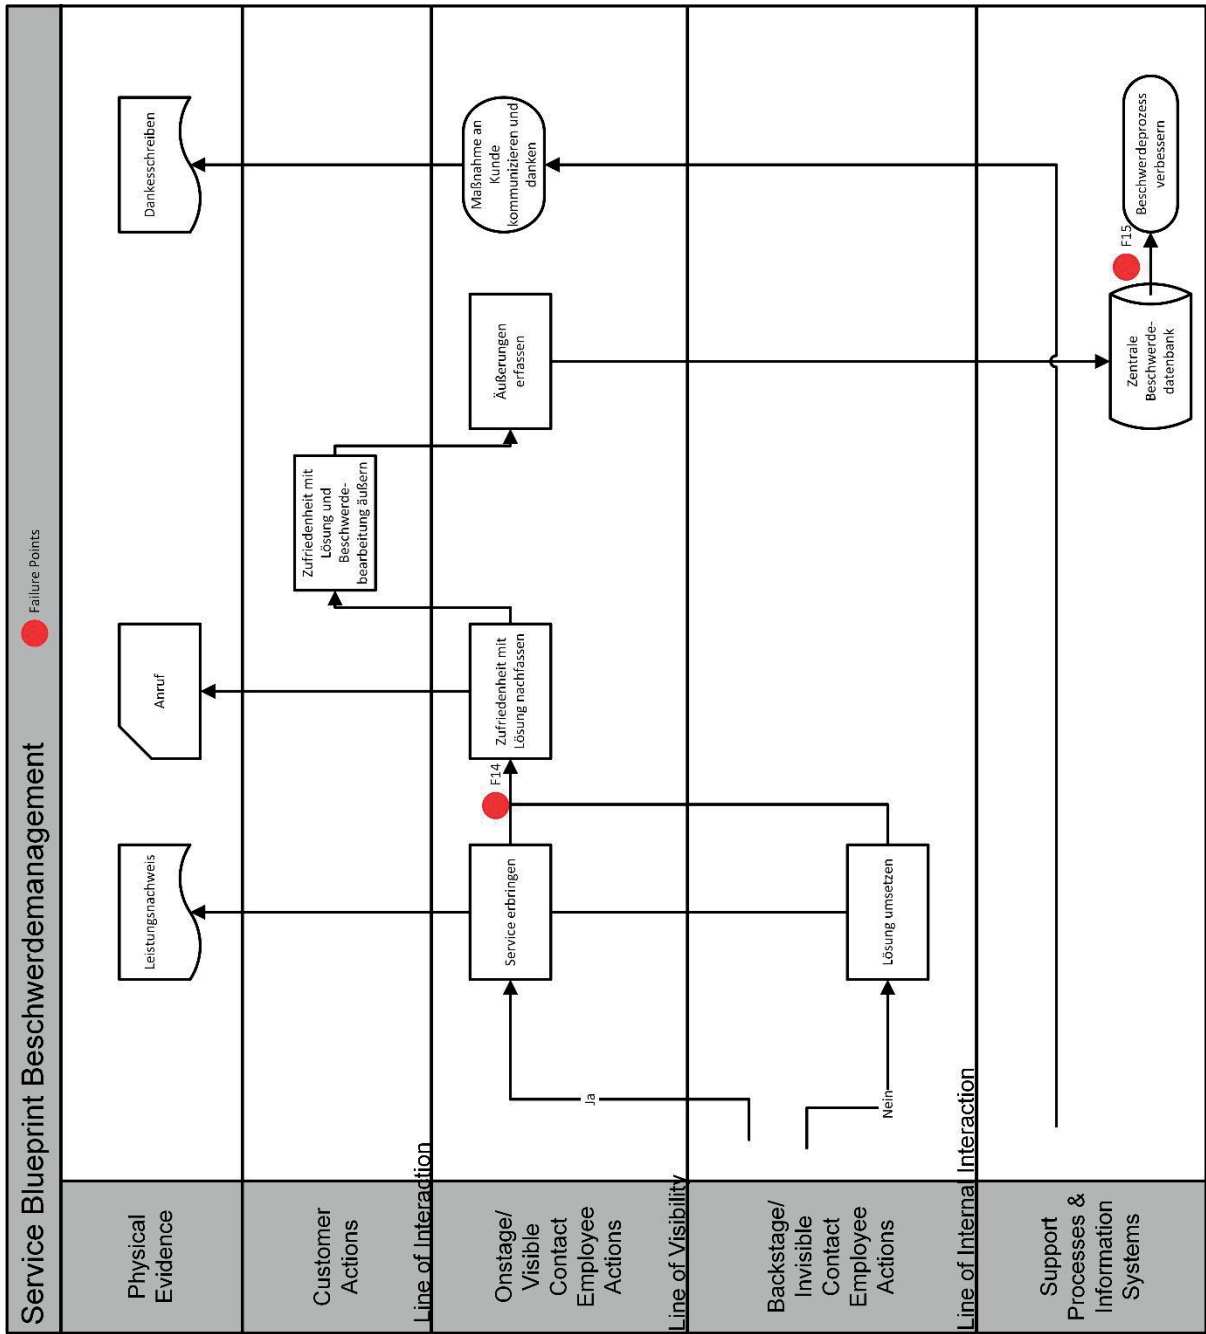 Service Blueprint Beschwerdemanagement
Failure Points
Physical
Evidence
Leistungsnachweis
Anruf
Dankesschreiben
Customer
Actions
Zufriedenheit mit
Lösung und
Beschwerde-
bearbeitung äußern
Line of Interaction
Onstage/
Visible
Contact
Employee
Actions
Ja
Service erbringen
F14
Zufriedenheit mit
Lösung nachfassen
Äußerungen
erfassen
Maßnahme an
Kunde
kommunizieren und
danken
Line of Visibility
Backstage/
Invisible
Contact
Employee
Actions
Nein
Lösung umsetzen
Line of Internal Interaction
Support
Processes &
Information
Systems
Zentrale
Beschwerde-
datenbank
F15
Beschwerdeprozess
verbessern